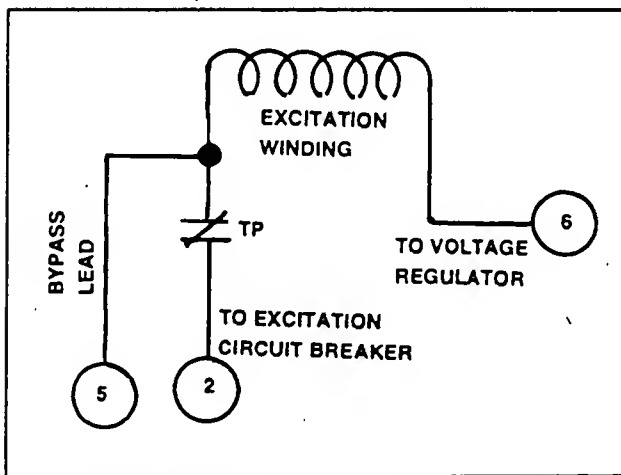 EXCITATION
WINDING
BYPASS
LEAD
TP
6
TO VOLTAGE
REGULATOR
TO EXCITATION
CIRCUIT BREAKER
5
2